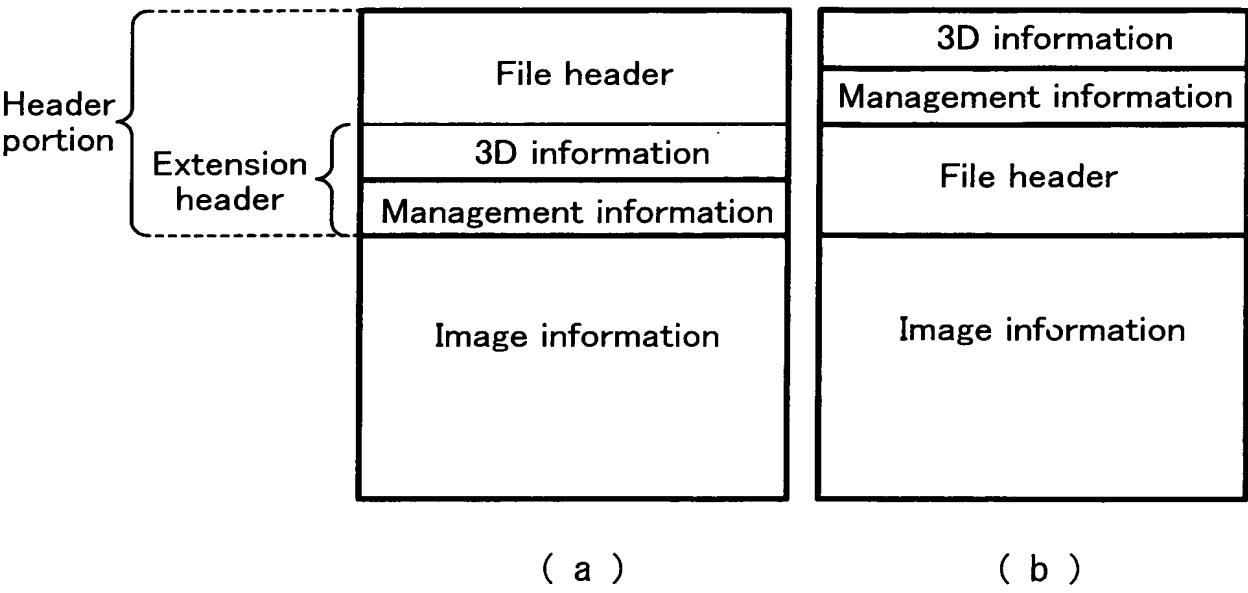 Header
portion
Extension
header
File header
3D information
Management information
Image information
( a )
3D information
Management information
File header
Image information
( b )